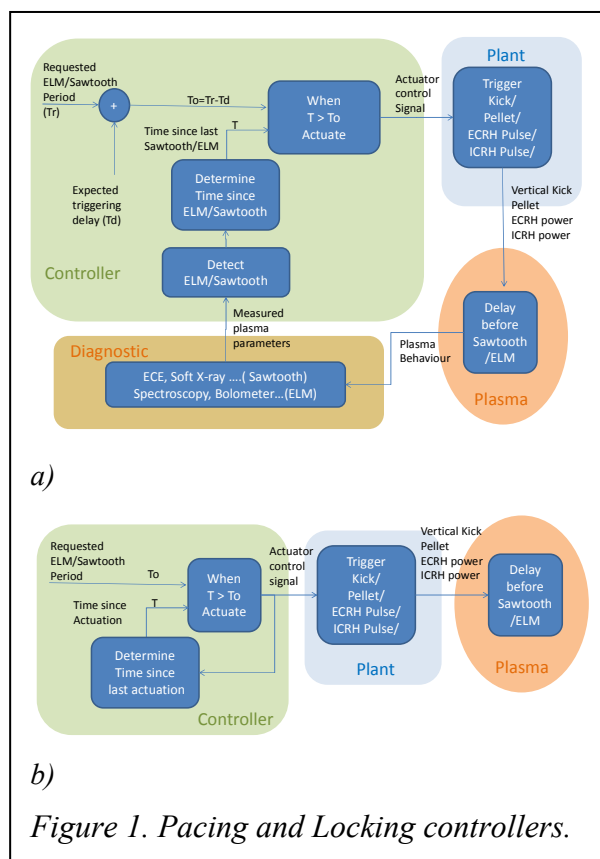 Requested
ELM/Sawtooth
Period
(Tr)
+
To=Tr-Td
Time since last
Sawtooth/ELM
T
Expected
triggering
delay (Td)
When
T > To
Actuate
Determine
Time since
ELM/Sawtooth
Detect
ELM/Sawtooth
Controller
Actuator
control
Signal
Plant
Trigger
Kick/
Pellet/
ECRH Pulse/
ICRH Pulse/
Vertical Kick
Pellet
ECRH power
ICRH power
Delay
before
Sawtooth
/ELM
Plasma
Plasma
Behaviour
Measured
plasma
parameters
Diagnostic
ECE, Soft X-ray ....( Sawtooth)
Spectroscopy, Bolometer...(ELM)
a)
Requested
ELM/Sawtooth
Period
To
Time since
Actuation
T
When
T > To
Actuate
Determine
Time since
last actuation
Controller
Actuator
control
signal
Trigger
Kick/
Pellet/
ECRH Pulse/
ICRH Pulse/
Plant
Vertical Kick
Pellet
ECRH power
ICRH power
Delay
before
Sawtooth
/ELM
Plasma
b)
Figure 1. Pacing and Locking controllers.